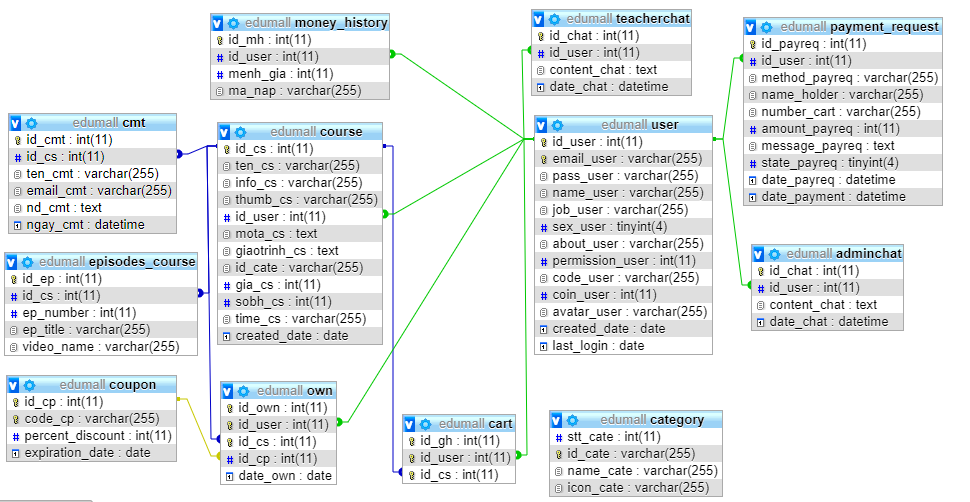 edumall money_history
id_mh : int(11)
id_user : int(11)
menh_gia : int(11)
ma_nap : varchar(255)
edumall teacherchat
id_chat : int(11)
id_user : int(11)
content_chat : text
date_chat : datetime
edumall payment_request
id_payreq : int(11)
id_user : int(11)
method_payreq : varchar(255)
name_holder : varchar(255)
number_cart : varchar(255)
amount_payreq : int(11)
message_payreq : text
state_payreq : tinyint(4)
date_payreq : datetime
date_payment : datetime
edumall cmt
id_cmt : int(11)
id_cs : int(11)
ten_cmt : varchar(255)
email_cmt : varchar(255)
nd_cmt : text
ngay_cmt : datetime
edumall course
id_cs : int(11)
ten_cs : varchar(255)
info_cs : varchar(255)
thumb_cs : varchar(255)
id_user : int(11)
mota_cs : text
giaotrinh_cs : text
id_cate : varchar(255)
gia_cs : int(11)
sobh_cs : int(11)
time_cs : varchar(255)
created_date : date
edumall user
id_user : int(11)
email_user : varchar(255)
pass_user : varchar(255)
name_user : varchar(255)
job_user : varchar(255)
sex_user : tinyint(4)
about_user : varchar(255)
permission_user : int(11)
code_user : varchar(255)
coin_user : int(11)
avatar_user : varchar(255)
created_date : date
last_login : date
edumall adminchat
id_chat : int(11)
id_user : int(11)
content_chat : text
date_chat : datetime
edumall episodes_course
id_ep : int(11)
id_cs : int(11)
ep_number : int(11)
ep_title : varchar(255)
video_name : varchar(255)
edumall coupon
id_cp : int(11)
code_cp : varchar(255)
percent_discount : int(11)
expiration_date : date
edumall own
id_own : int(11)
id_user : int(11)
id_cs : int(11)
id_cp : int(11)
date_own : date
edumall cart
id_gh : int(11)
id_user : int(11)
id_cs : int(11)
edumall category
stt_cate : int(11)
id_cate : varchar(255)
name_cate : varchar(255)
icon_cate : varchar(255)